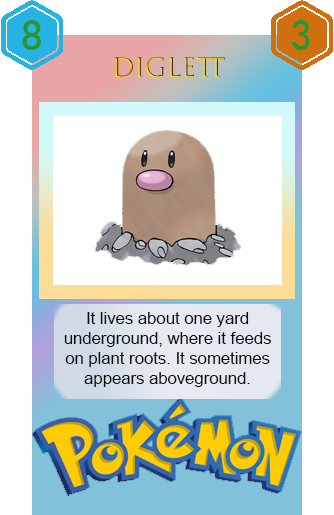 8 3
DIGLETT
It lives about one yard
underground, where it feeds
on plant roots. It sometimes
appears aboveground.
POKéMON